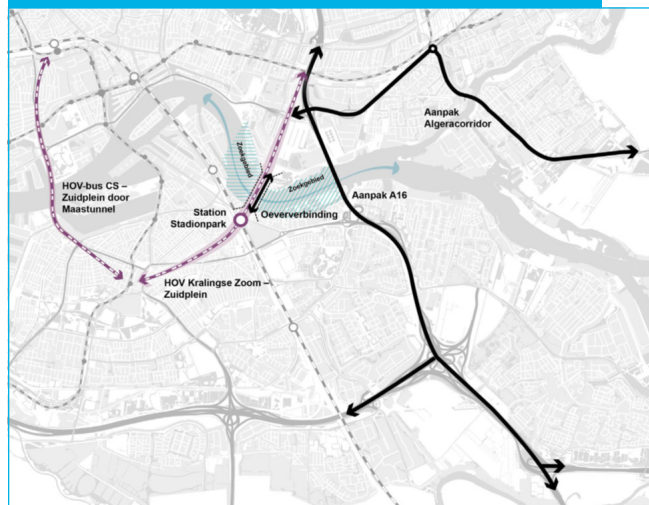 Aanpak
Algeracorridor
Zoekgebied
Zoekgebied
HOV-bus CS –
Zuidplein door
Maastunnel
Aanpak A16
Station
Stadionpark
Oeververbinding
HOV Kralingse Zoom –
Zuidplein